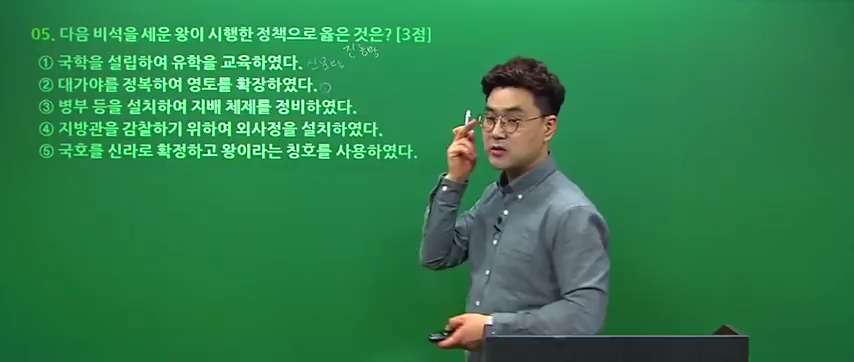 05. 다음 비석을 세운 왕이 시행한 정책으로 옳은 것은? [3점]
진흥왕
① 국학을 설립하여 유학을 교육하였다. 신문왕
② 대가야를 정복하여 영토를 확장하였다.
③ 병부 등을 설치하여 지배 체제를 정비하였다.
④ 지방관을 감찰하기 위하여 외사정을 설치하였다.
⑤ 국호를 신라로 확정하고 왕이라는 칭호를 사용하였다.